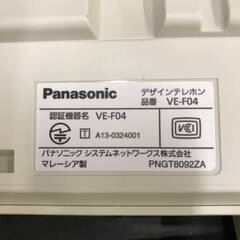 Panasonic
デザインテレホン
品番 VE-F04
認証機器名 VE-F04
T A13-0324001
VCCI
パナソニック システムネットワークス株式会社
マレーシア製
PNGT8092ZA